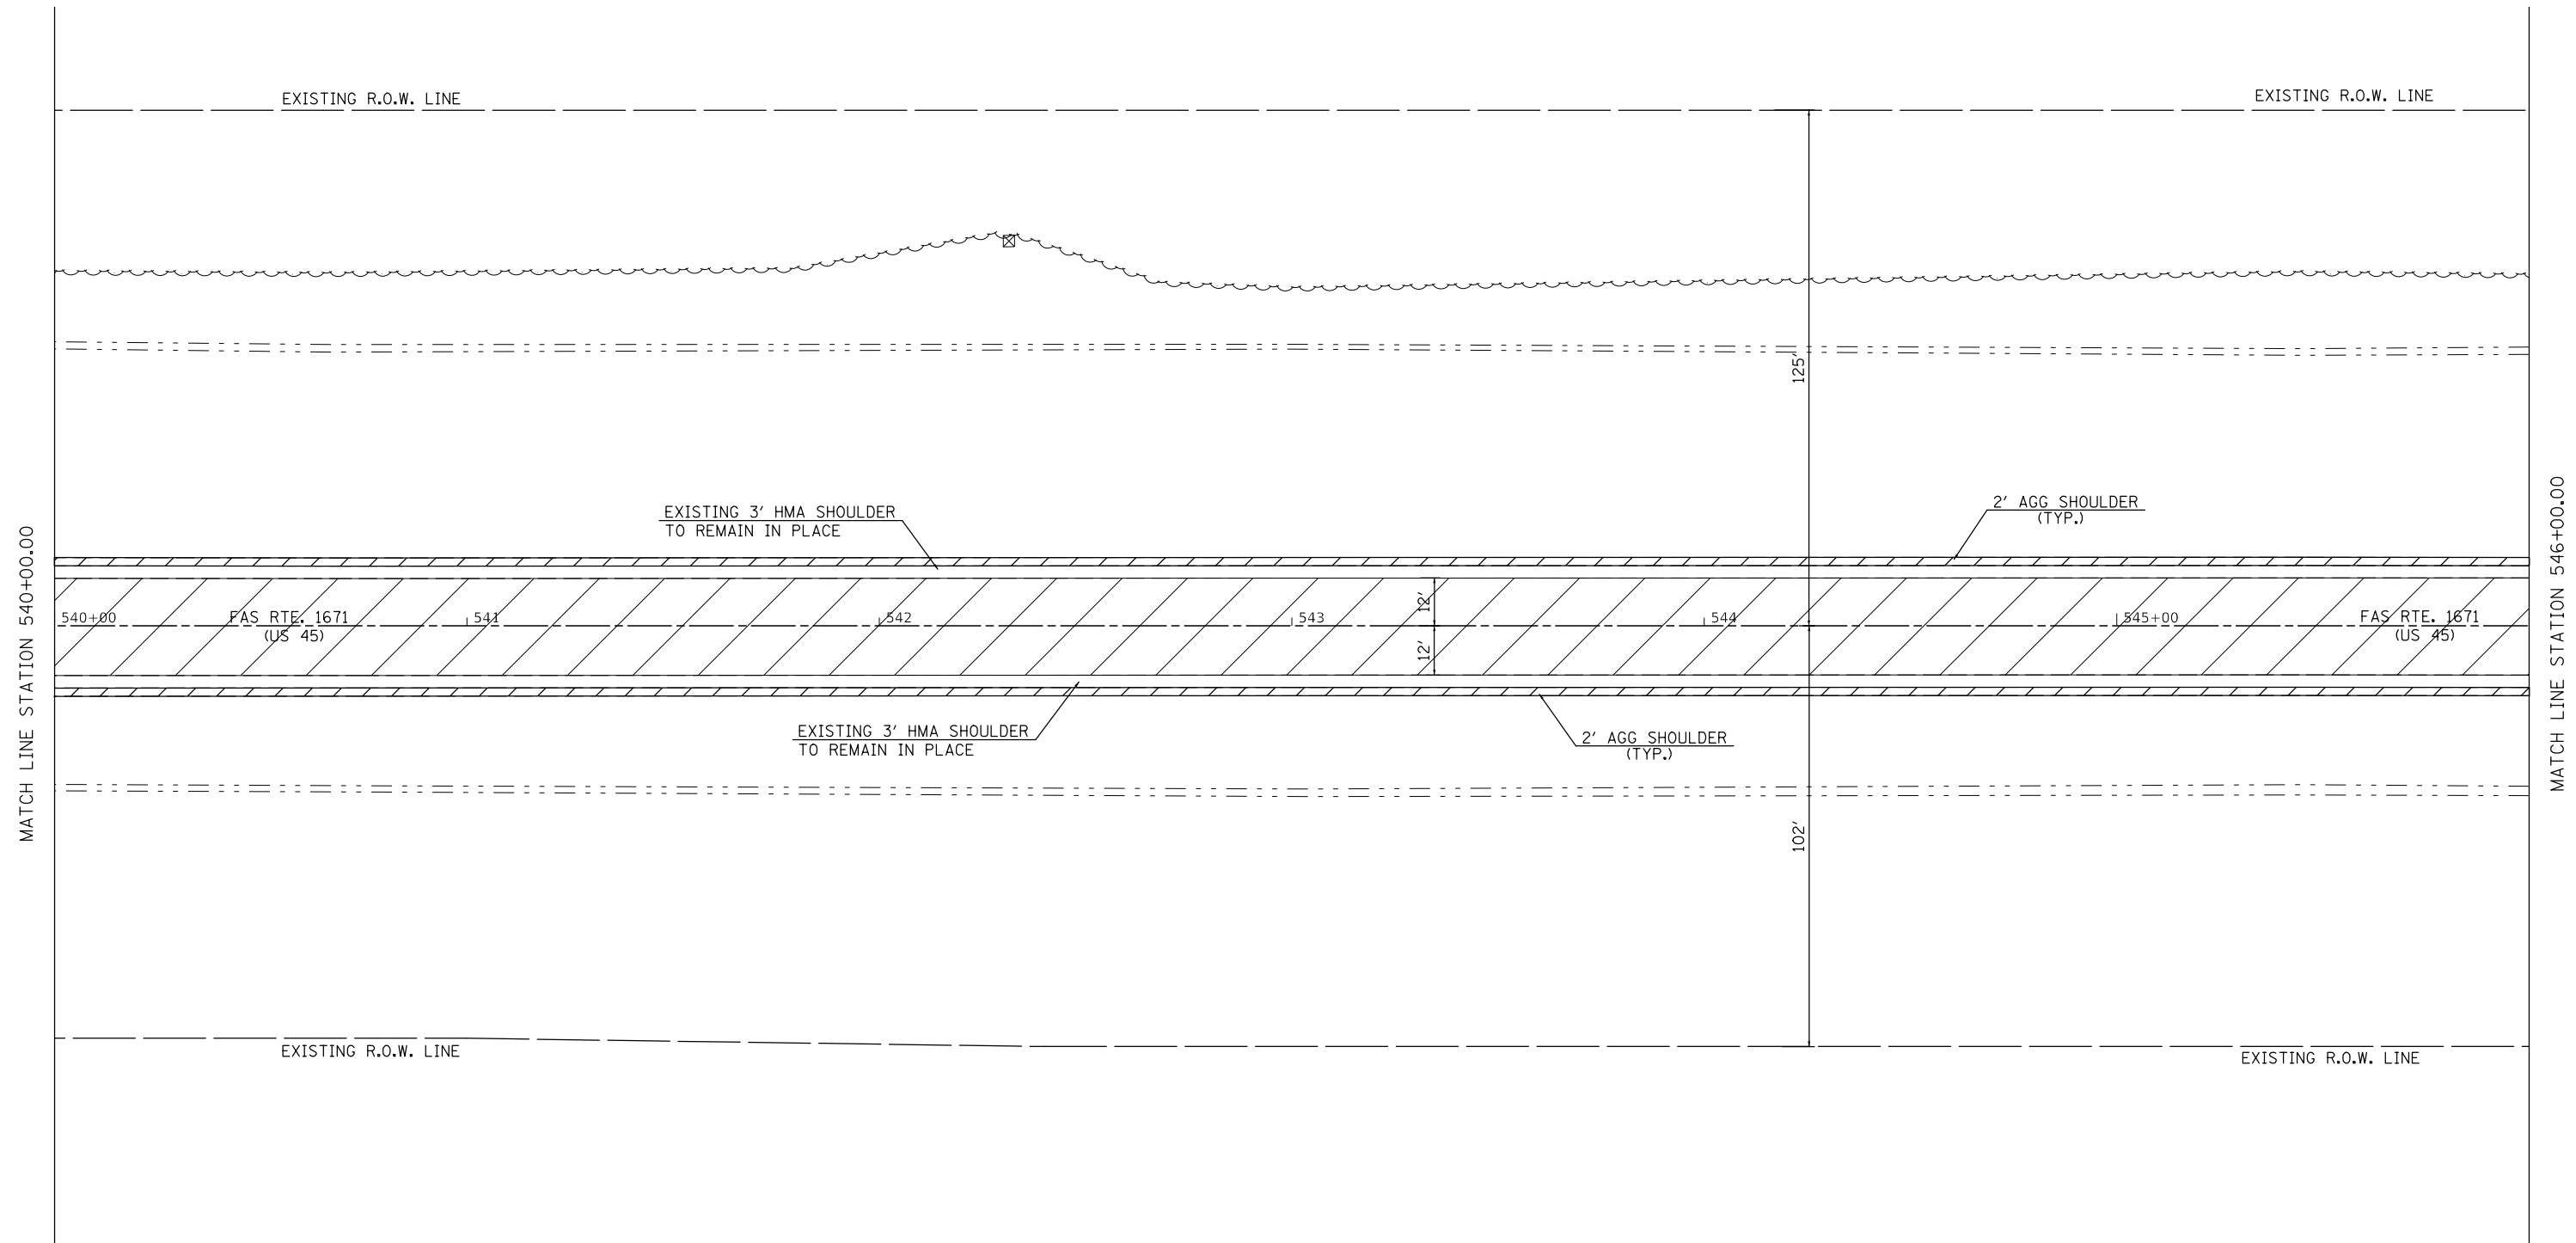 EXISTING R.O.W. LINE
EXISTING R.O.W. LINE
125'
EXISTING 3' HMA SHOULDER
TO REMAIN IN PLACE
2' AGG SHOULDER
(TYP.)
MATCH LINE STATION 540+00.00
MATCH LINE STATION 546+00.00
540+00
FAS RTE. 1671
(US 45)
541
542
543
12'
12'
544
545+00
FAS RTE. 1671
(US 45)
EXISTING 3' HMA SHOULDER
TO REMAIN IN PLACE
2' AGG SHOULDER
(TYP.)
102'
EXISTING R.O.W. LINE
EXISTING R.O.W. LINE